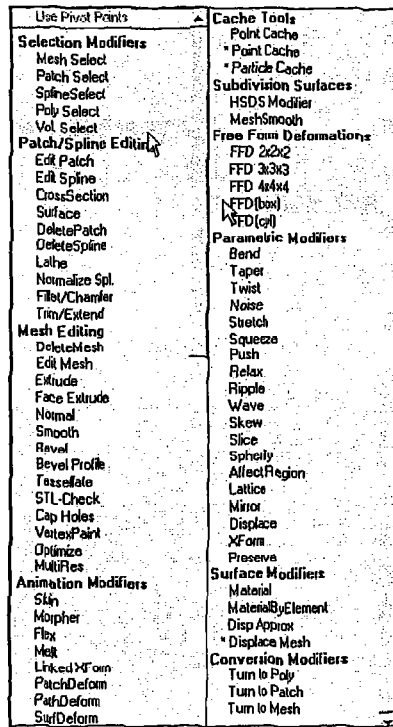 Use Pivot Points
Selection Modifiers
Mesh Select
Patch Select
SplineSelect
Poly Select
Vol. Select
Patch/Spline Editing
Edit Patch
Edit Spline
CrossSection
Surface
DeletePatch
DeleteSpline
Lathe
Normalize Spl.
Fillet/Chamfer
Trim/Extend
Mesh Editing
DeleteMesh
Edit Mesh
Extrude
Face Extrude
Normal
Smooth
Bevel
Bevel Profile
Tessellate
STL-Check
Cap Holes
VertexPaint
Optimize
MultiRes
Animation Modifiers
Skin
Morpher
Flex
Melt
Linked XForm
PatchDeform
PathDeform
SurfDeform
Cache Tools
Point Cache
* Point Cache
* Particle Cache
Subdivision Surfaces
HSDS Modifier
MeshSmooth
Free Form Deformations
FFD 2x2x2
FFD 3x3x3
FFD 4x4x4
FFD(box)
FFD(cyl)
Parametric Modifiers
Bend
Taper
Twist
Noise
Stretch
Squeeze
Push
Relax
Ripple
Wave
Skew
Slice
Spherify
AffectRegion
Lattice
Mirror
Displace
XForm
Preserve
Surface Modifiers
Material
MaterialByElement
Disp Approx
* Displace Mesh
Conversion Modifiers
Turn to Poly
Turn to Patch
Turn to Mesh